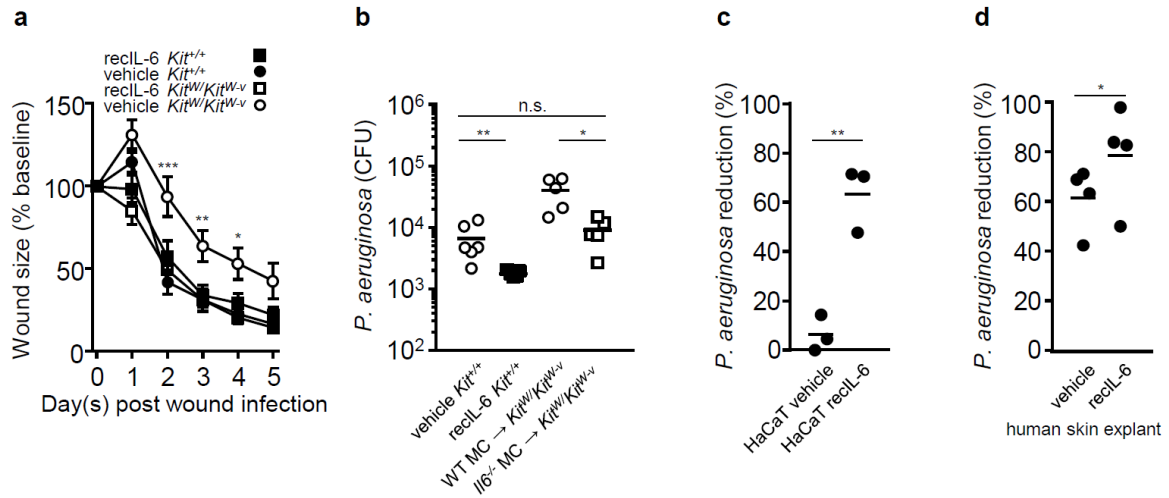 a
recIL-6 Kit+/+
vehicle Kit+/+
recIL-6 KitW/KitW-v
vehicle KitW/KitW-v
Wound size (% baseline)
150
100
50
0
***
**
*
0 1 2 3 4 5
Day(s) post wound infection
b
P. aeruginosa (CFU)
10^6
10^5
10^4
10^3
10^2
n.s.
** *
vehicle Kit+/+
recIL-6 Kit+/+
WT MC → KitW/KitW-v
Il6-/- MC → KitW/KitW-v
c
P. aeruginosa reduction (%)
100
80
60
40
20
0
**
HaCaT vehicle
HaCaT recIL-6
d
P. aeruginosa reduction (%)
100
80
60
40
20
0
*
vehicle
recIL-6
human skin explant